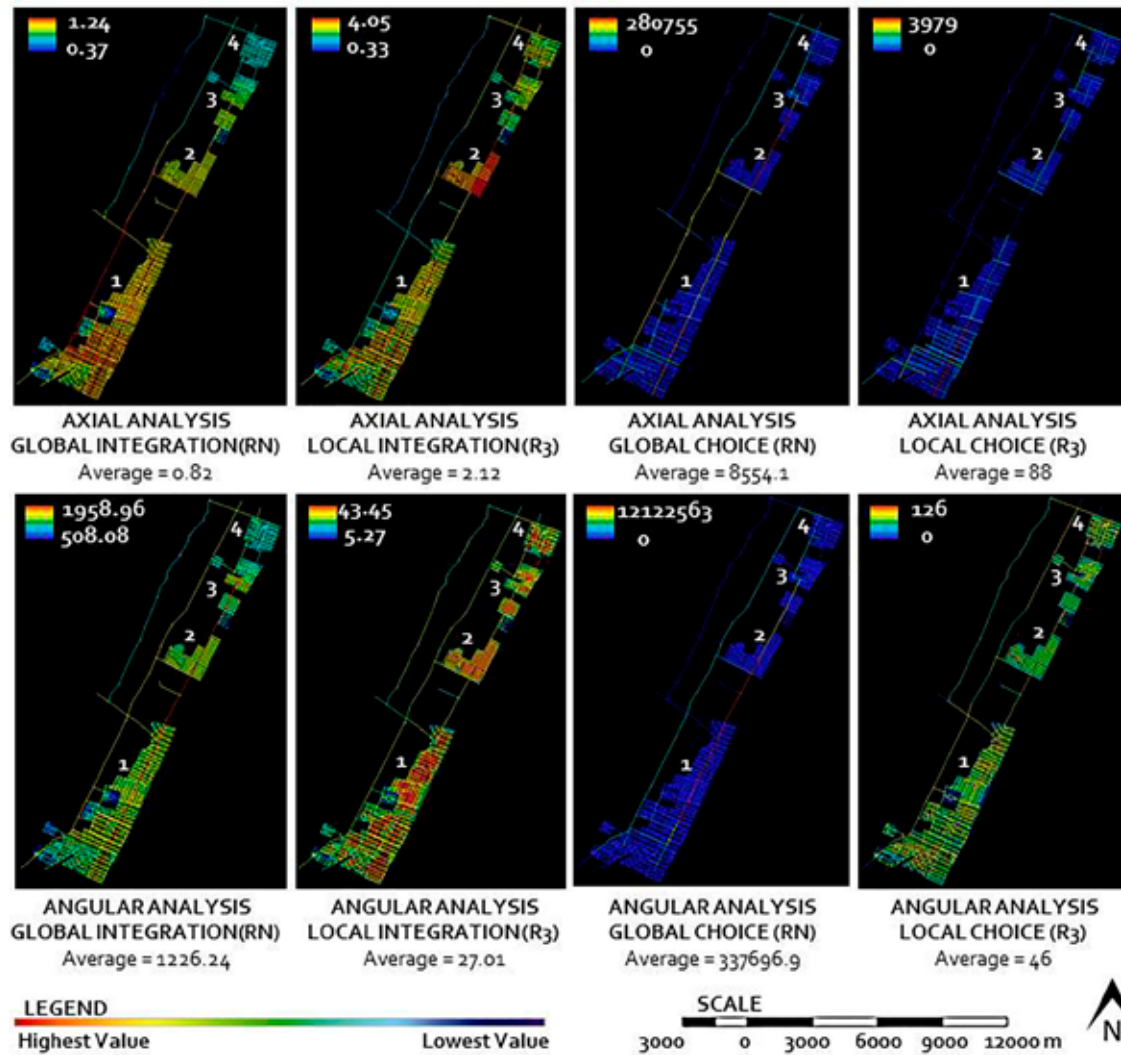 1.24
0.37
4
3
2
1
AXIAL ANALYSIS
GLOBAL INTEGRATION(RN)
Average = 0.82
4.05
0.33
4
3
2
1
AXIAL ANALYSIS
LOCAL INTEGRATION(R3)
Average = 2.12
280755
0
4
3
2
1
AXIAL ANALYSIS
GLOBAL CHOICE (RN)
Average = 8554.1
3979
0
4
3
2
1
AXIAL ANALYSIS
LOCAL CHOICE (R3)
Average = 88
1958.96
508.08
4
3
2
1
ANGULAR ANALYSIS
GLOBAL INTEGRATION(RN)
Average = 1226.24
43.45
5.27
4
3
2
1
ANGULAR ANALYSIS
LOCAL INTEGRATION(R3)
Average = 27.01
12122563
0
4
3
2
1
ANGULAR ANALYSIS
GLOBAL CHOICE (RN)
Average = 337696.9
126
0
4
3
2
1
ANGULAR ANALYSIS
LOCAL CHOICE (R3)
Average = 46
LEGEND
Highest Value Lowest Value
SCALE
3000 0 3000 6000 9000 12000 m
N